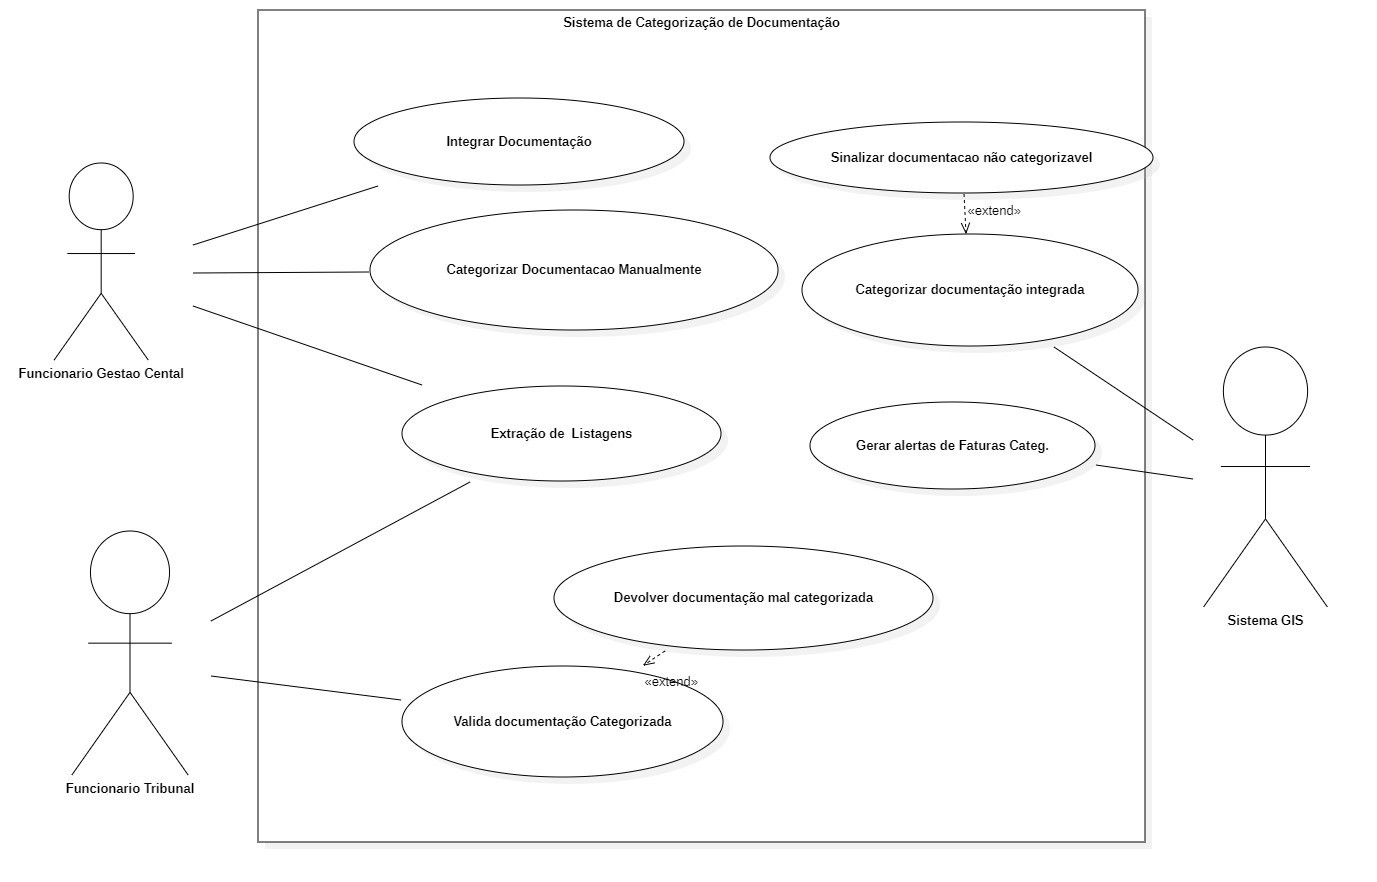 Sistema de Categorização de Documentação
Integrar Documentação
Sinalizar documentacao não categorizavel
«extend»
Categorizar Documentacao Manualmente
Categorizar documentação integrada
Funcionario Gestao Cental
Extração de  Listagens
Gerar alertas de Faturas Categ.
Devolver documentação mal categorizada
Sistema GIS
«extend»
Valida documentação Categorizada
Funcionario Tribunal